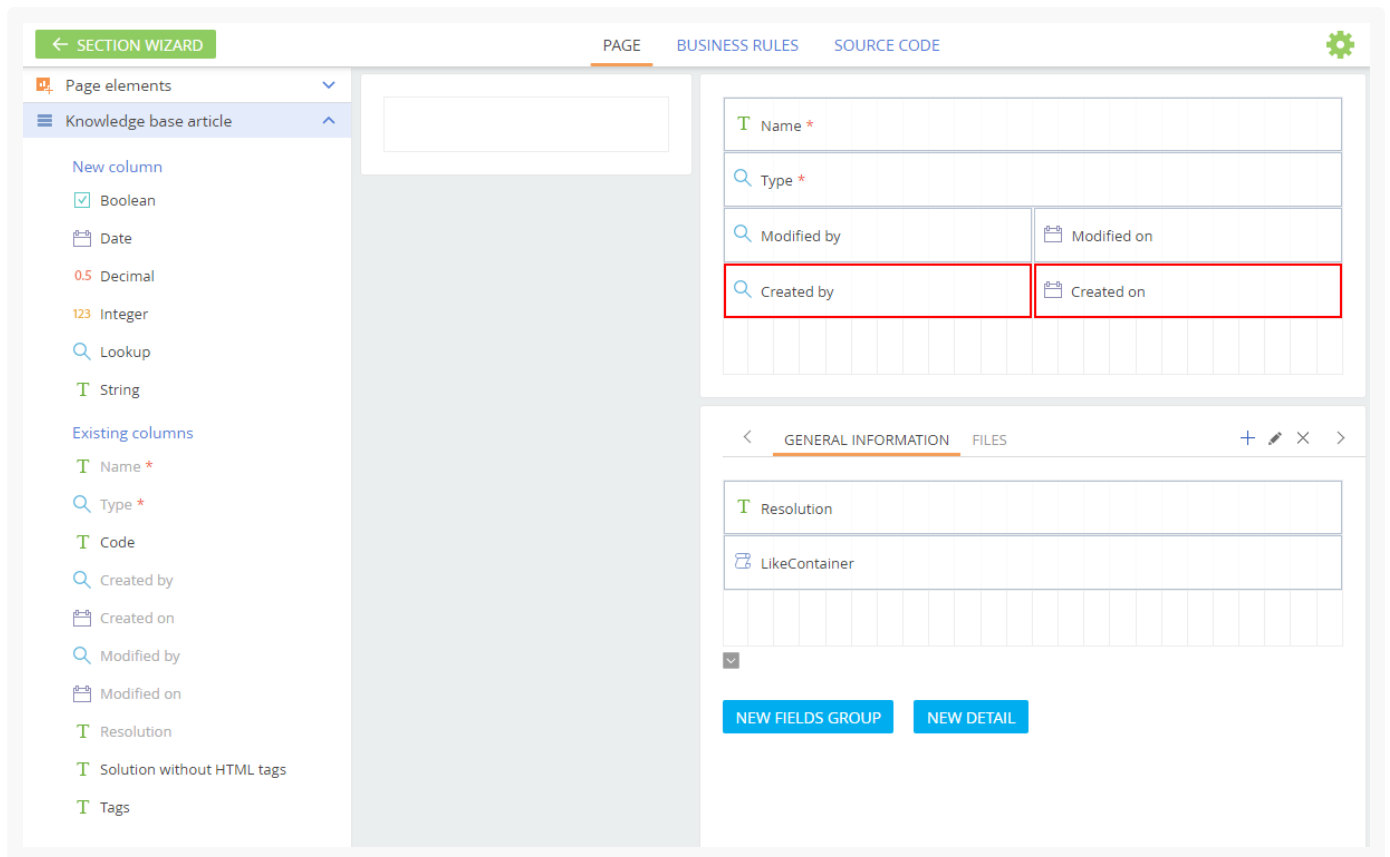 SECTION WIZARD
PAGE
BUSINESS RULES
SOURCE CODE
Page elements
Knowledge base article
New column
Boolean
Date
0.5 Decimal
123 Integer
Lookup
T String
Existing columns
T Name *
Type *
T Code
Created by
Created on
Modified by
Modified on
T Resolution
T Solution without HTML tags
T Tags
T Name *
Type *
Modified by
Modified on
Created by
Created on
GENERAL INFORMATION
FILES
T Resolution
LikeContainer
NEW FIELDS GROUP
NEW DETAIL